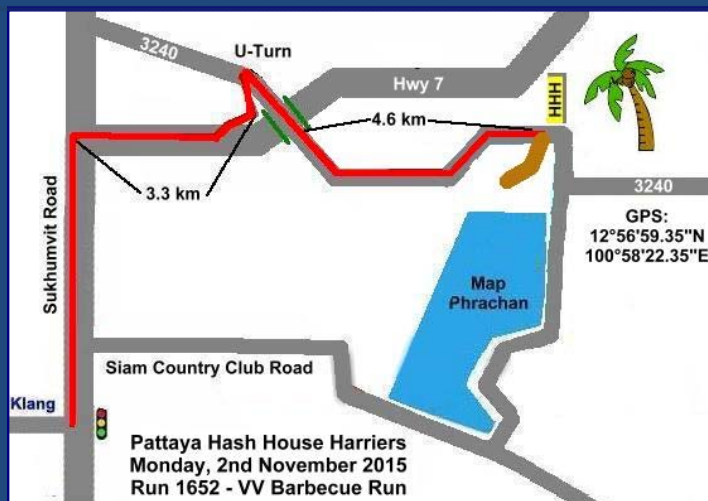 3240
U-Turn
Hwy 7
HHH
4.6 km
3.3 km
3240
GPS:
12°56'59.35"N
100°58'22.35"E
Sukhumvit Road
Map
Phrachan
Siam Country Club Road
Klang
Pattaya Hash House Harriers
Monday, 2nd November 2015
Run 1652 - VV Barbecue Run